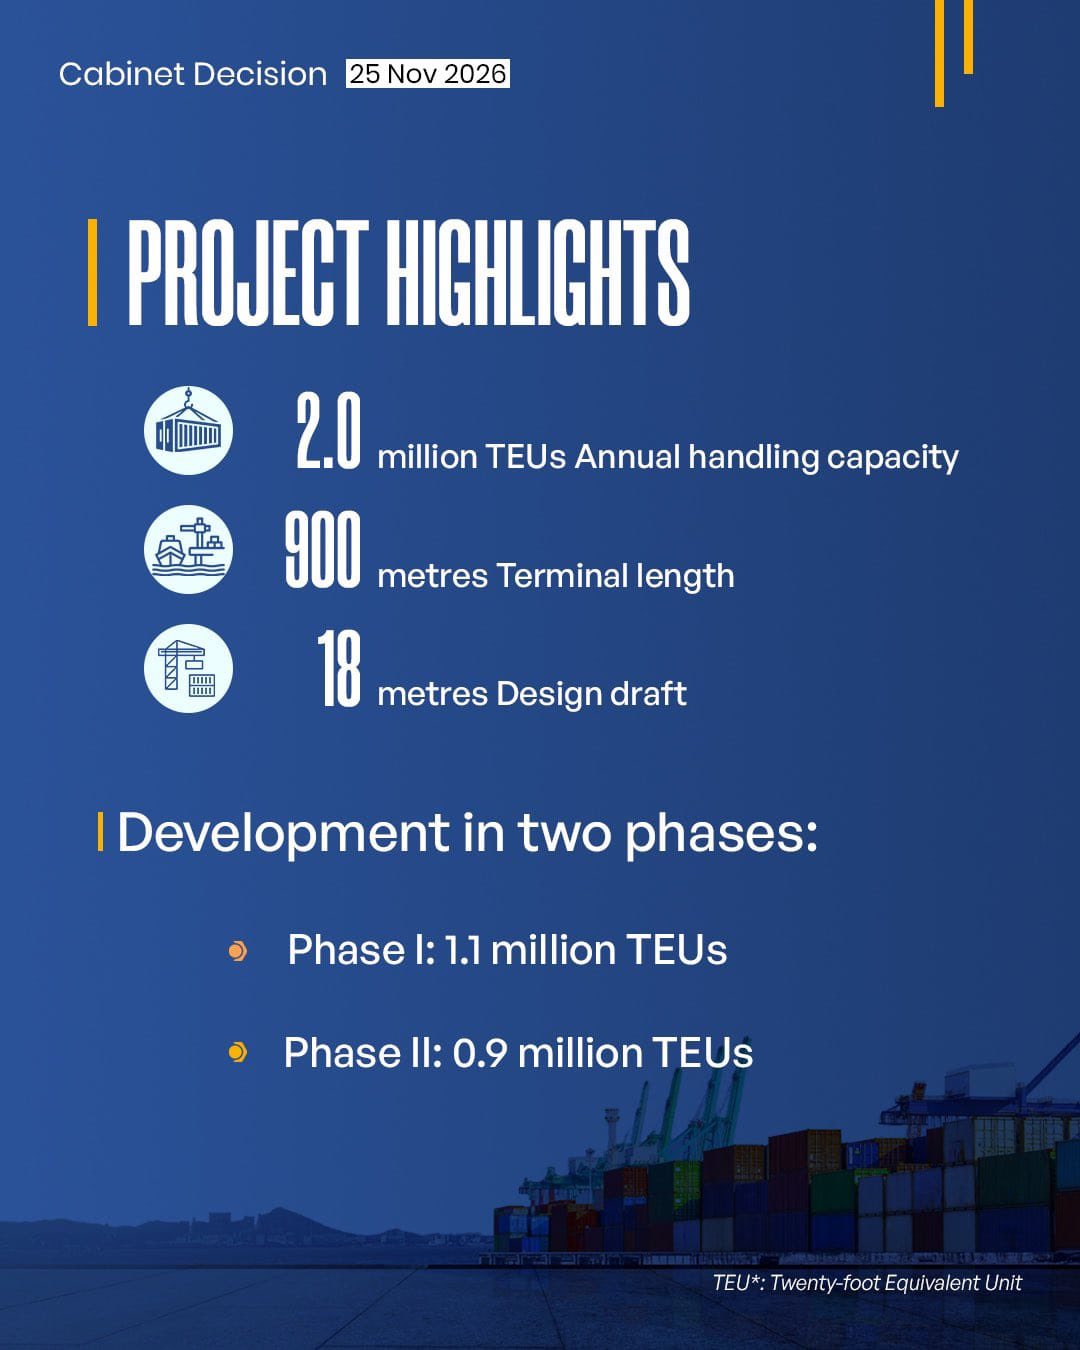 Cabinet Decision 25 Nov 2026
PROJECT HIGHLIGHTS
2.0 million TEUs Annual handling capacity
900 metres Terminal length
18 metres Design draft
Development in two phases:
Phase I: 1.1 million TEUs
Phase II: 0.9 million TEUs
TEU*: Twenty-foot Equivalent Unit